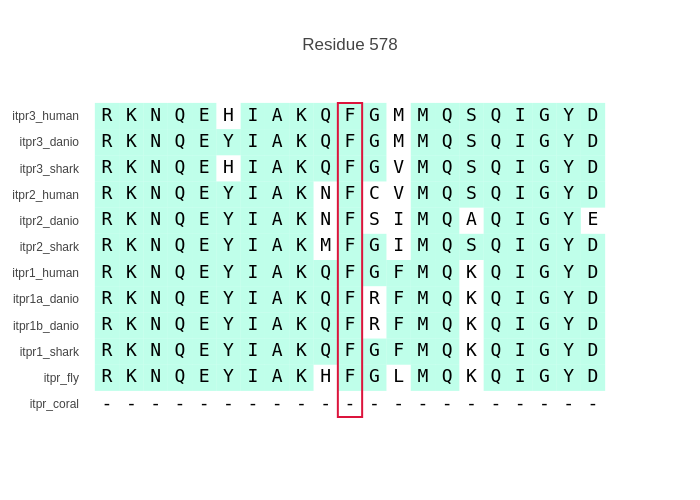 Residue 578
itpr3_human R K N Q E H I A K Q F G M M Q S Q I G Y D
itpr3_danio R K N Q E Y I A K Q F G M M Q S Q I G Y D
itpr3_shark R K N Q E H I A K Q F G V M Q S Q I G Y D
itpr2_human R K N Q E Y I A K N F C V M Q S Q I G Y D
itpr2_danio R K N Q E Y I A K N F S I M Q A Q I G Y E
itpr2_shark R K N Q E Y I A K M F G I M Q S Q I G Y D
itpr1_human R K N Q E Y I A K Q F G F M Q K Q I G Y D
itpr1a_danio R K N Q E Y I A K Q F R F M Q K Q I G Y D
itpr1b_danio R K N Q E Y I A K Q F R F M Q K Q I G Y D
itpr1_shark R K N Q E Y I A K Q F G F M Q K Q I G Y D
itpr_fly R K N Q E Y I A K H F G L M Q K Q I G Y D
itpr_coral - - - - - - - - - - - - - - - - - - - - -